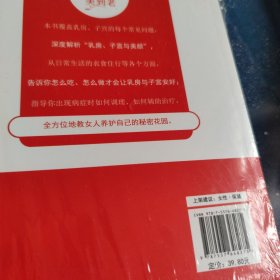 美到老
本书覆盖乳房、子宫的每个常见问题，
深度解析“乳房、子宫与美颜”，
从日常生活的衣食住行等各个方面，
告诉你怎么吃、怎么做才会让乳房与子宫安好，
指导你出现病症时如何调理、如何辅助治疗，
全方位地教女人养护自己的秘密花园。
上架建议：女性·保健
定价：39.80元